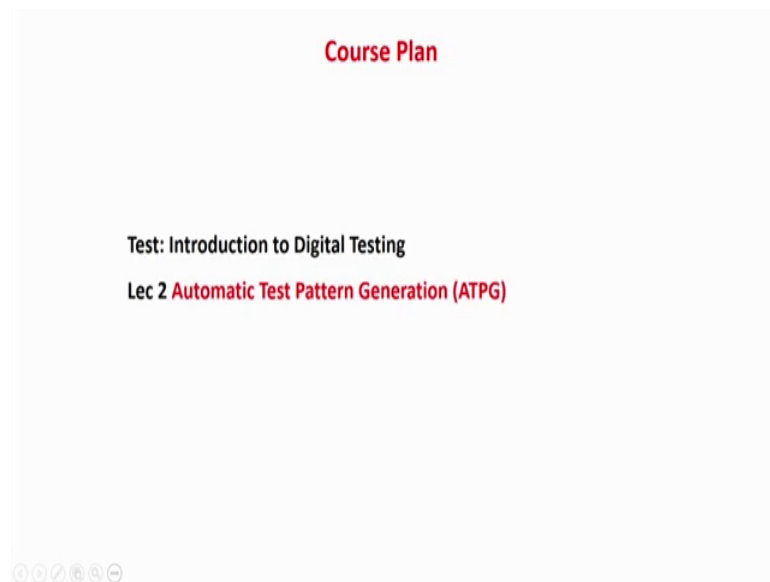 Course Plan
Test: Introduction to Digital Testing
Lec 2 Automatic Test Pattern Generation (ATPG)